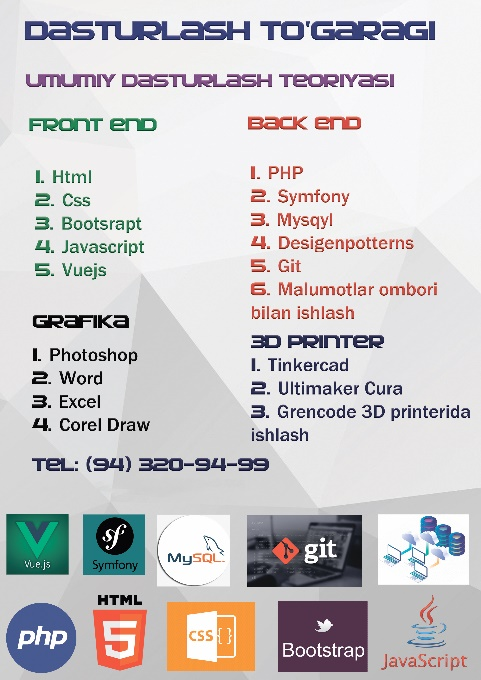 DASTURLASH TO'GARAGI
UMUMIY DASTURLASH TEORIYASI
FRONT END
1. Html
2. Css
3. Bootsrapt
4. Javascript
5. Vuejs
BACK END
1. PHP
2. Symfony
3. Mysqyl
4. Desigenpotterns
5. Git
6. Malumotlar ombori
bilan ishlash
GRAFIKA
1. Photoshop
2. Word
3. Excel
4. Corel Draw
3D PRINTER
1. Tinkercad
2. Ultimaker Cura
3. Grencode 3D printerida
ishlash
TEL: (94) 320-94-99
Vue.js
sf
Symfony
MySQL
git
php
HTML
5
CSS
{ }
Bootstrap
JavaScript